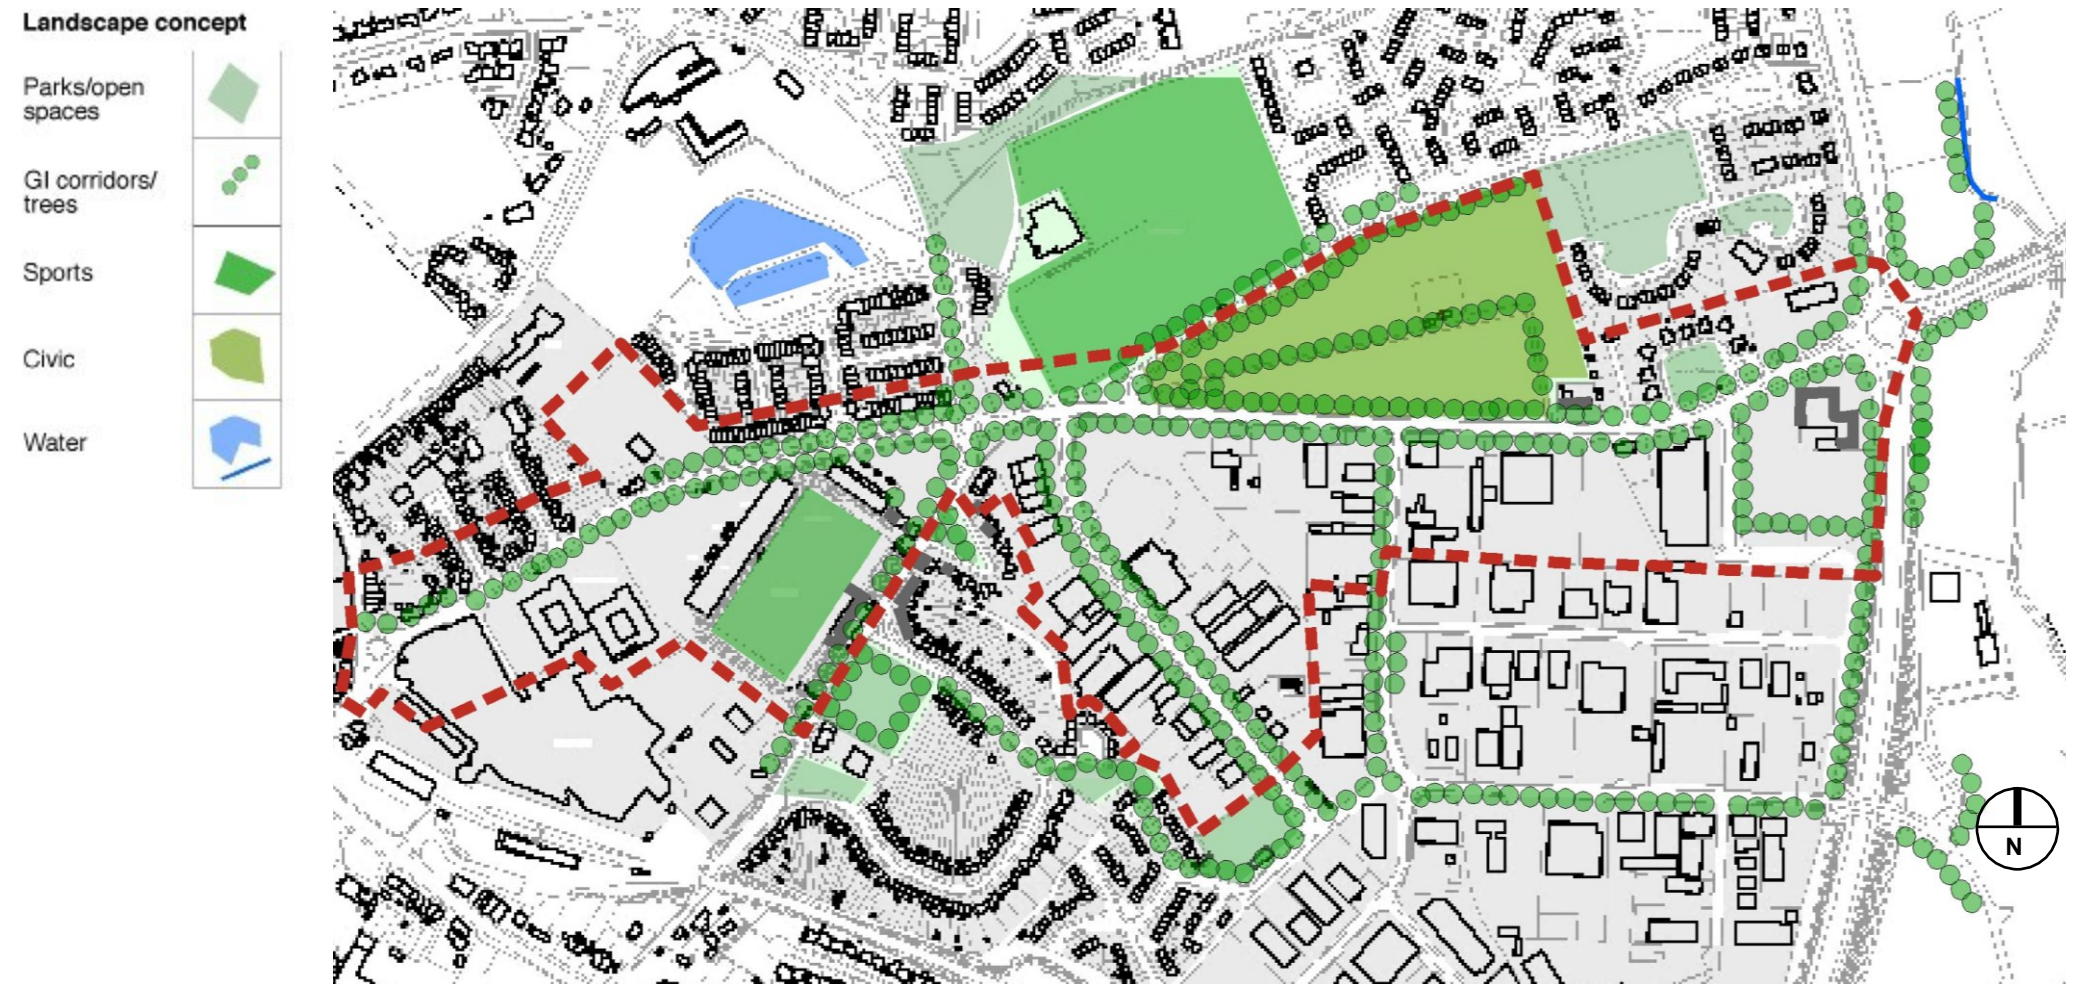 Landscape concept
Parks/open
spaces
GI corridors/
trees
Sports
Civic
Water
N